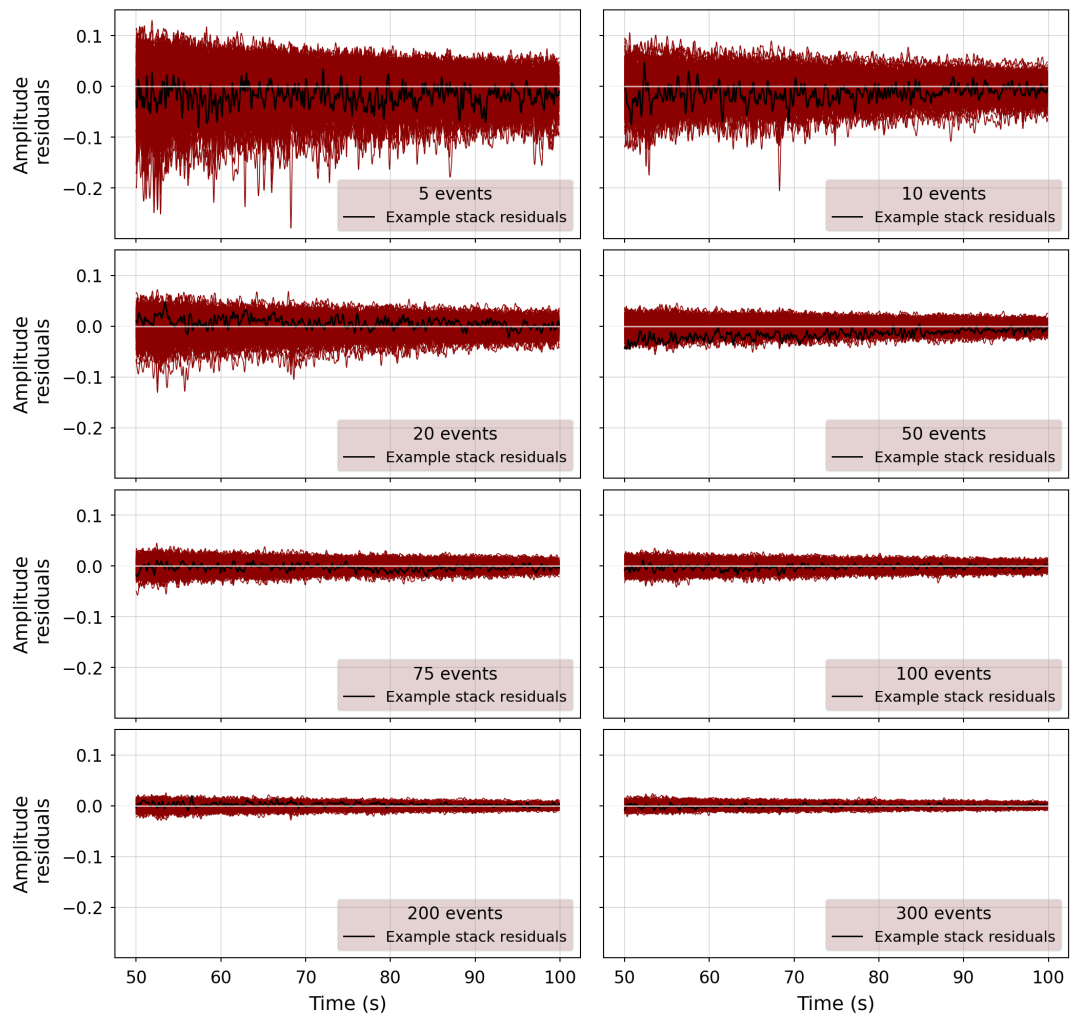 Amplitude
residuals
0.1
0.0
−0.1
−0.2
5 events
Example stack residuals
10 events
Example stack residuals
Amplitude
residuals
0.1
0.0
−0.1
−0.2
20 events
Example stack residuals
50 events
Example stack residuals
Amplitude
residuals
0.1
0.0
−0.1
−0.2
75 events
Example stack residuals
100 events
Example stack residuals
Amplitude
residuals
0.1
0.0
−0.1
−0.2
200 events
Example stack residuals
300 events
Example stack residuals
50 60 70 80 90 100
Time (s)
50 60 70 80 90 100
Time (s)